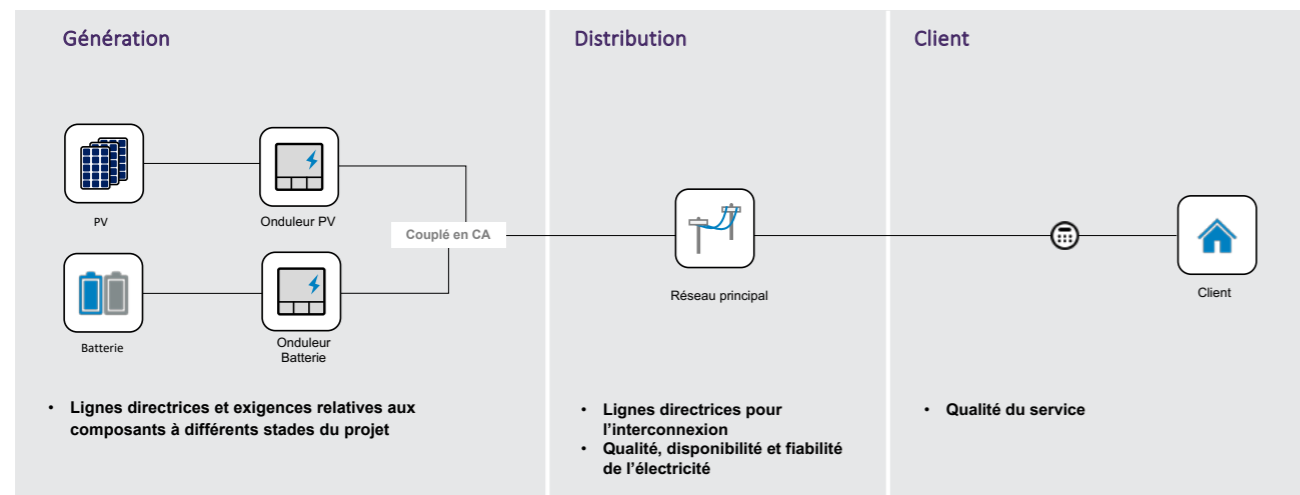 Génération
Distribution
Client
PV
Onduleur PV
Couplé en CA
Batterie
Onduleur
Batterie
Réseau principal
Client
• Lignes directrices et exigences relatives aux
composants à différents stades du projet
• Lignes directrices pour
l’interconnexion
• Qualité, disponibilité et fiabilité
de l’électricité
• Qualité du service